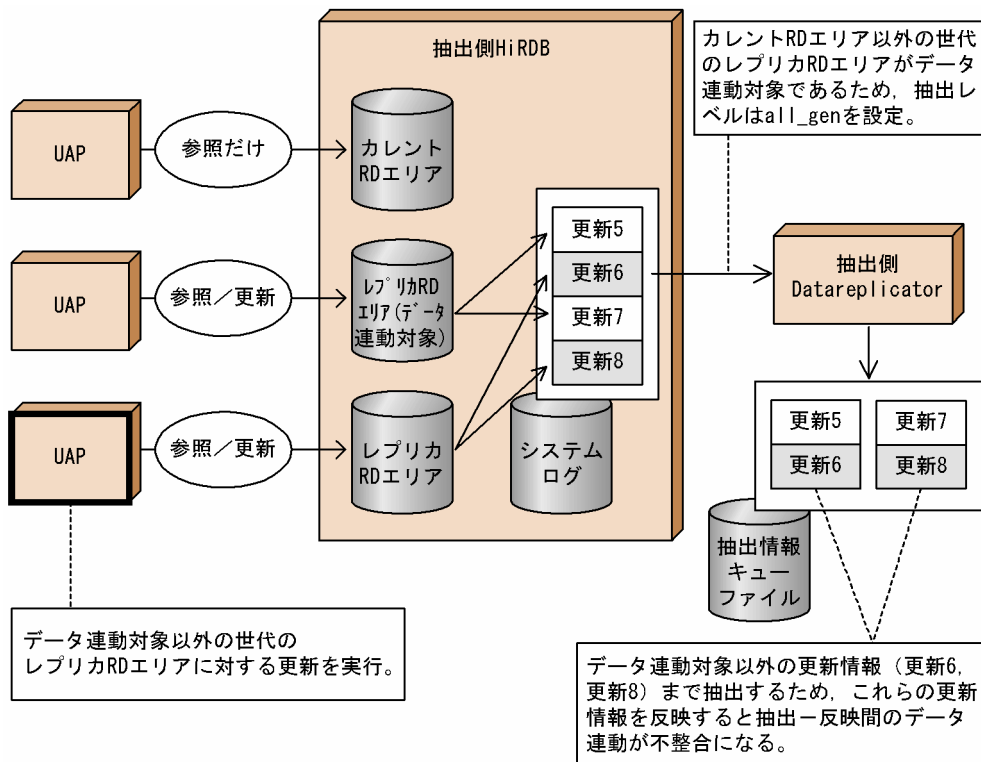 抽出側HiRDB
カレントRDエリア以外の世代
のレプリカRDエリアがデータ
連動対象であるため，抽出レ
ベルはall_genを設定。
UAP
参照だけ
カレント
RDエリア
UAP
参照／更新
レプリカRD
エリア(データ
連動対象)
更新5
更新6
更新7
更新8
抽出側
Datareplicator
UAP
参照／更新
レプリカ
RDエリア
システム
ログ
更新5
更新6
更新7
更新8
抽出情報
キュー
ファイル
データ連動対象以外の世代の
レプリカRDエリアに対する更新を実行。
データ連動対象以外の更新情報（更新6，
更新8）まで抽出するため，これらの更新
情報を反映すると抽出－反映間のデータ
連動が不整合になる。